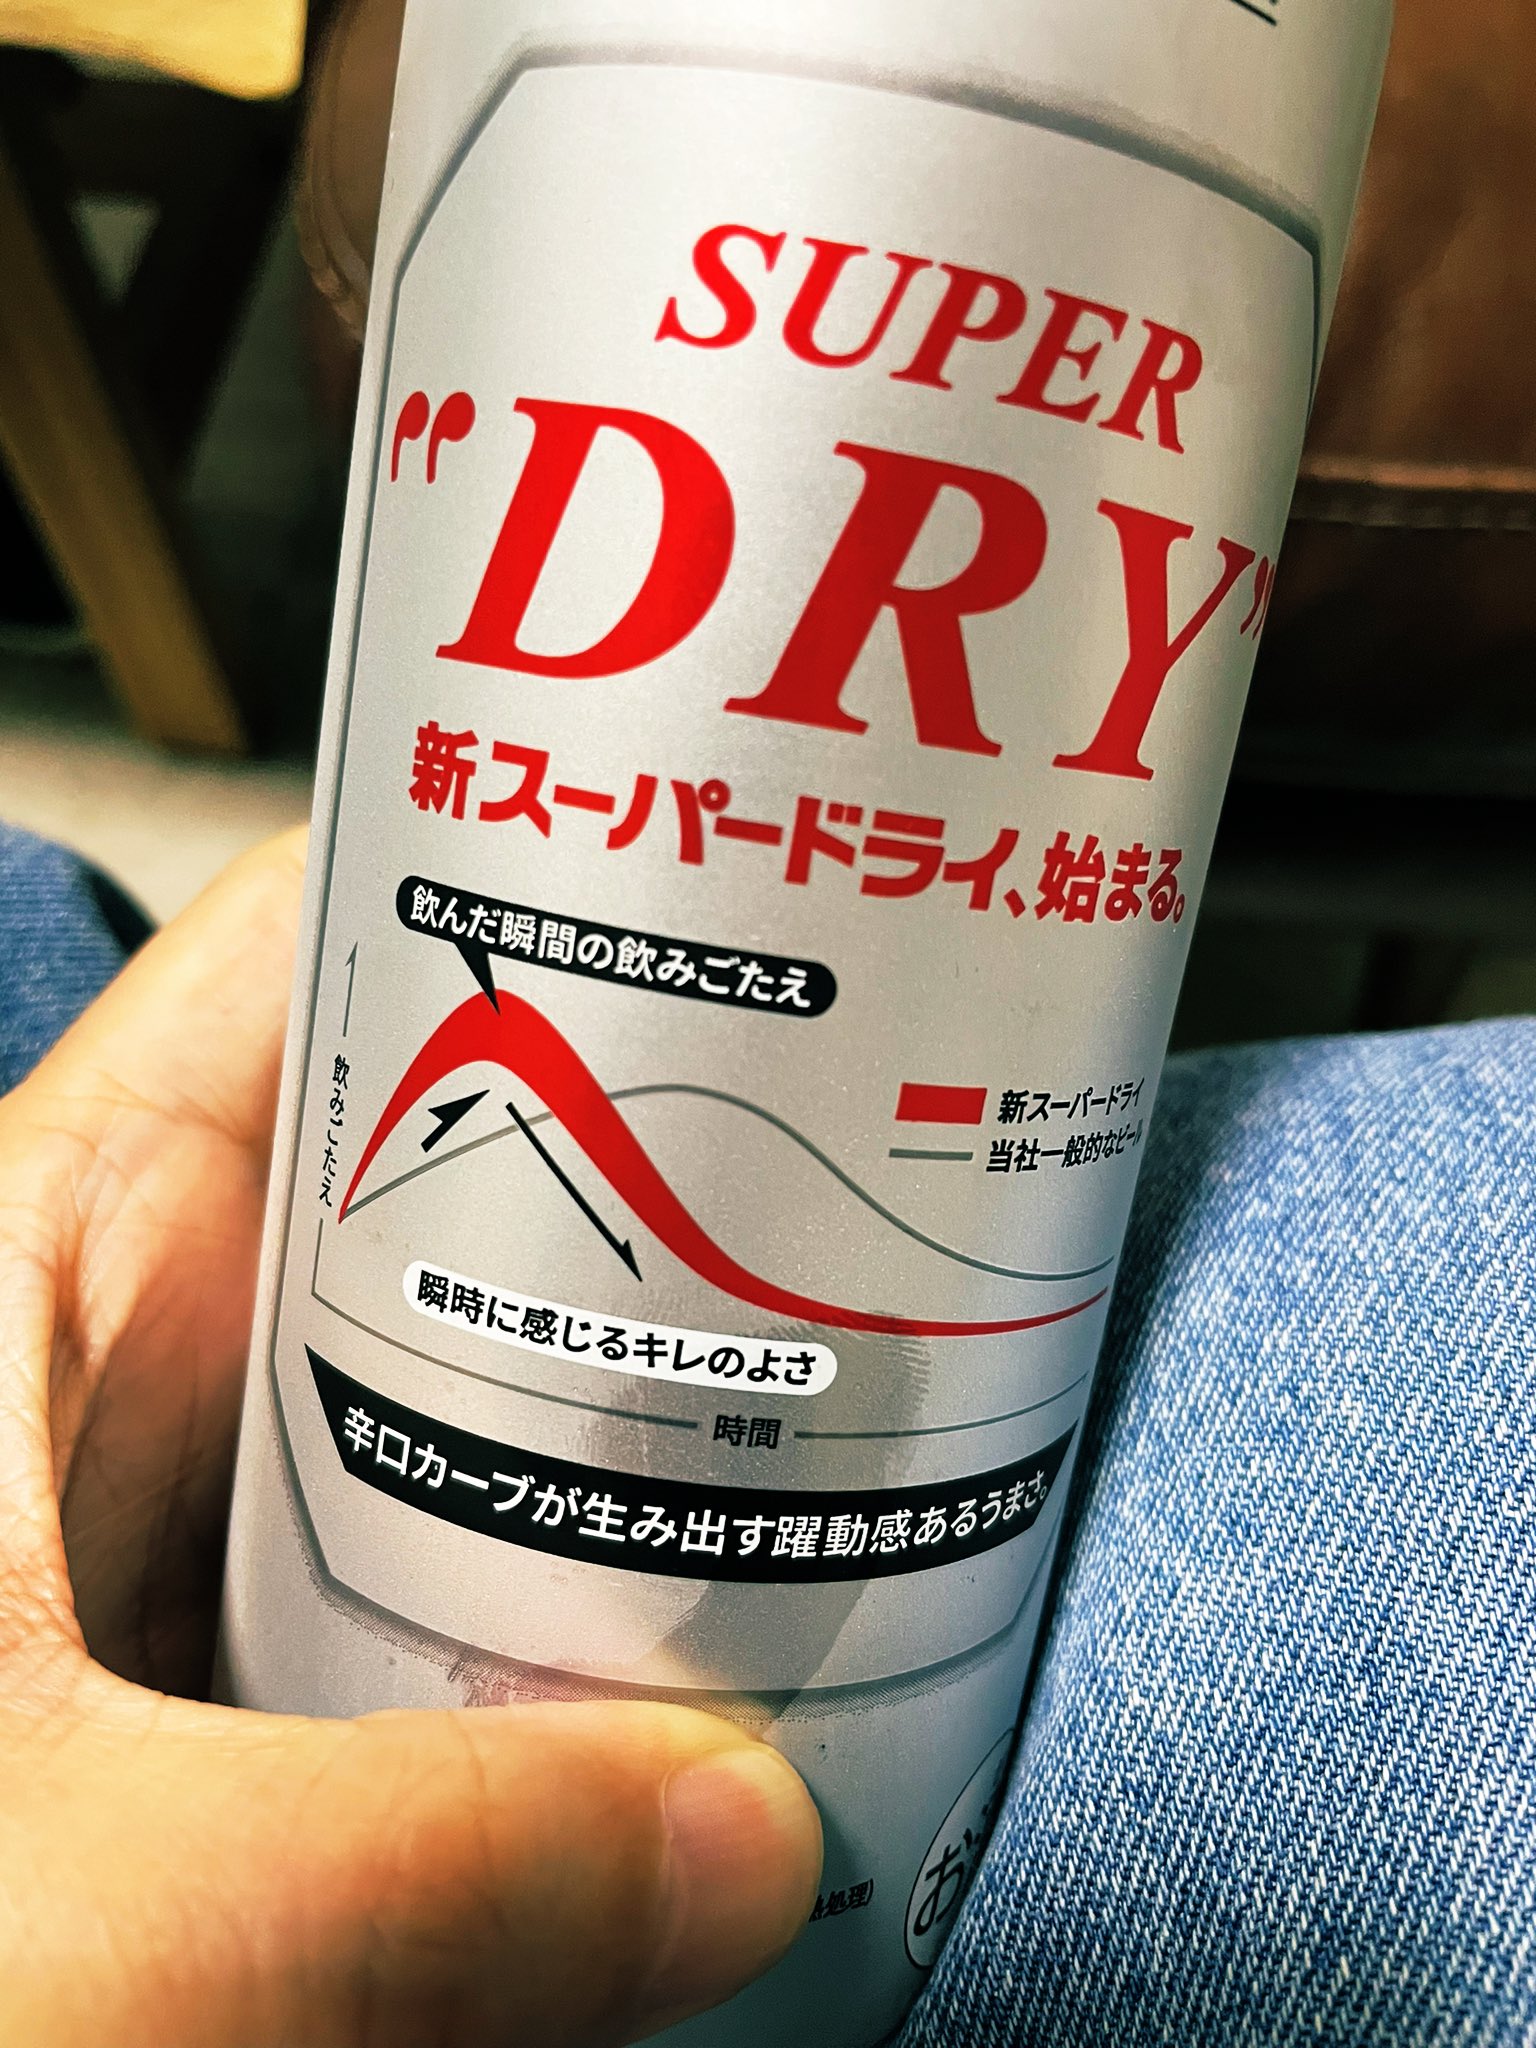 SUPER
“DRY”
新スーパードライ、始まる。
飲んだ瞬間の飲みごたえ
飲みごたえ
新スーパードライ
当社一般的なビール
瞬時に感じるキレのよさ
時間
辛口カーブが生み出す躍動感あるうまさ。
処理)
お